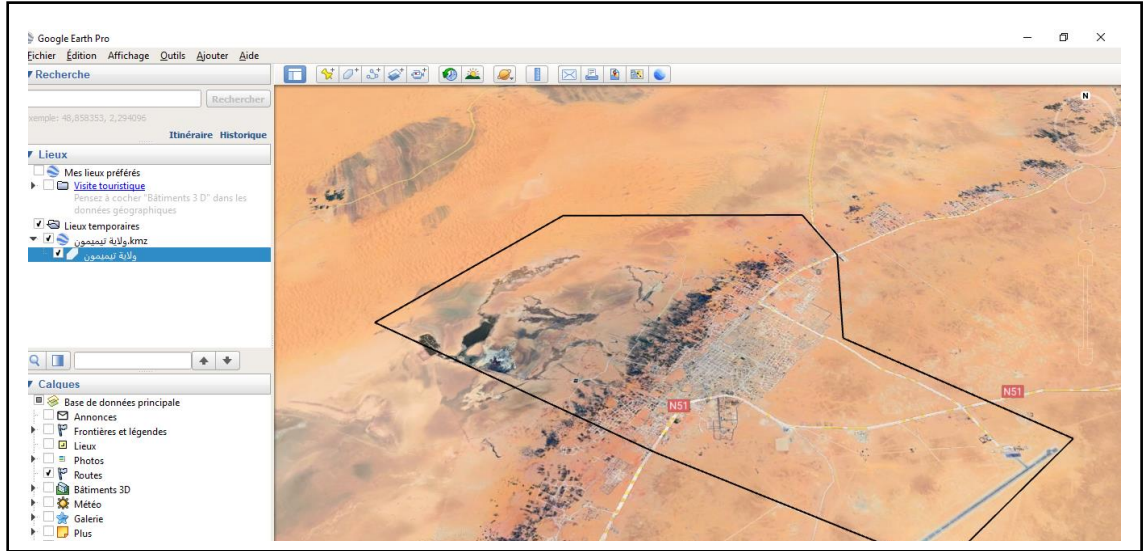 Google Earth Pro
Fichier Édition Affichage Outils Ajouter Aide
Recherche
Rechercher
exemple: 48,858353, 2,294096
Itinéraire Historique
Lieux
Mes lieux préférés
Visite touristique
Pensez à cocher "Bâtiments 3 D" dans les
données géographiques
Lieux temporaires
ولاية تيميمون.kmz
ولاية تيميمون
Calques
Base de données principale
Annonces
Frontières et légendes
Lieux
Photos
Routes
Bâtiments 3D
Météo
Galerie
Plus
N
N51
N51